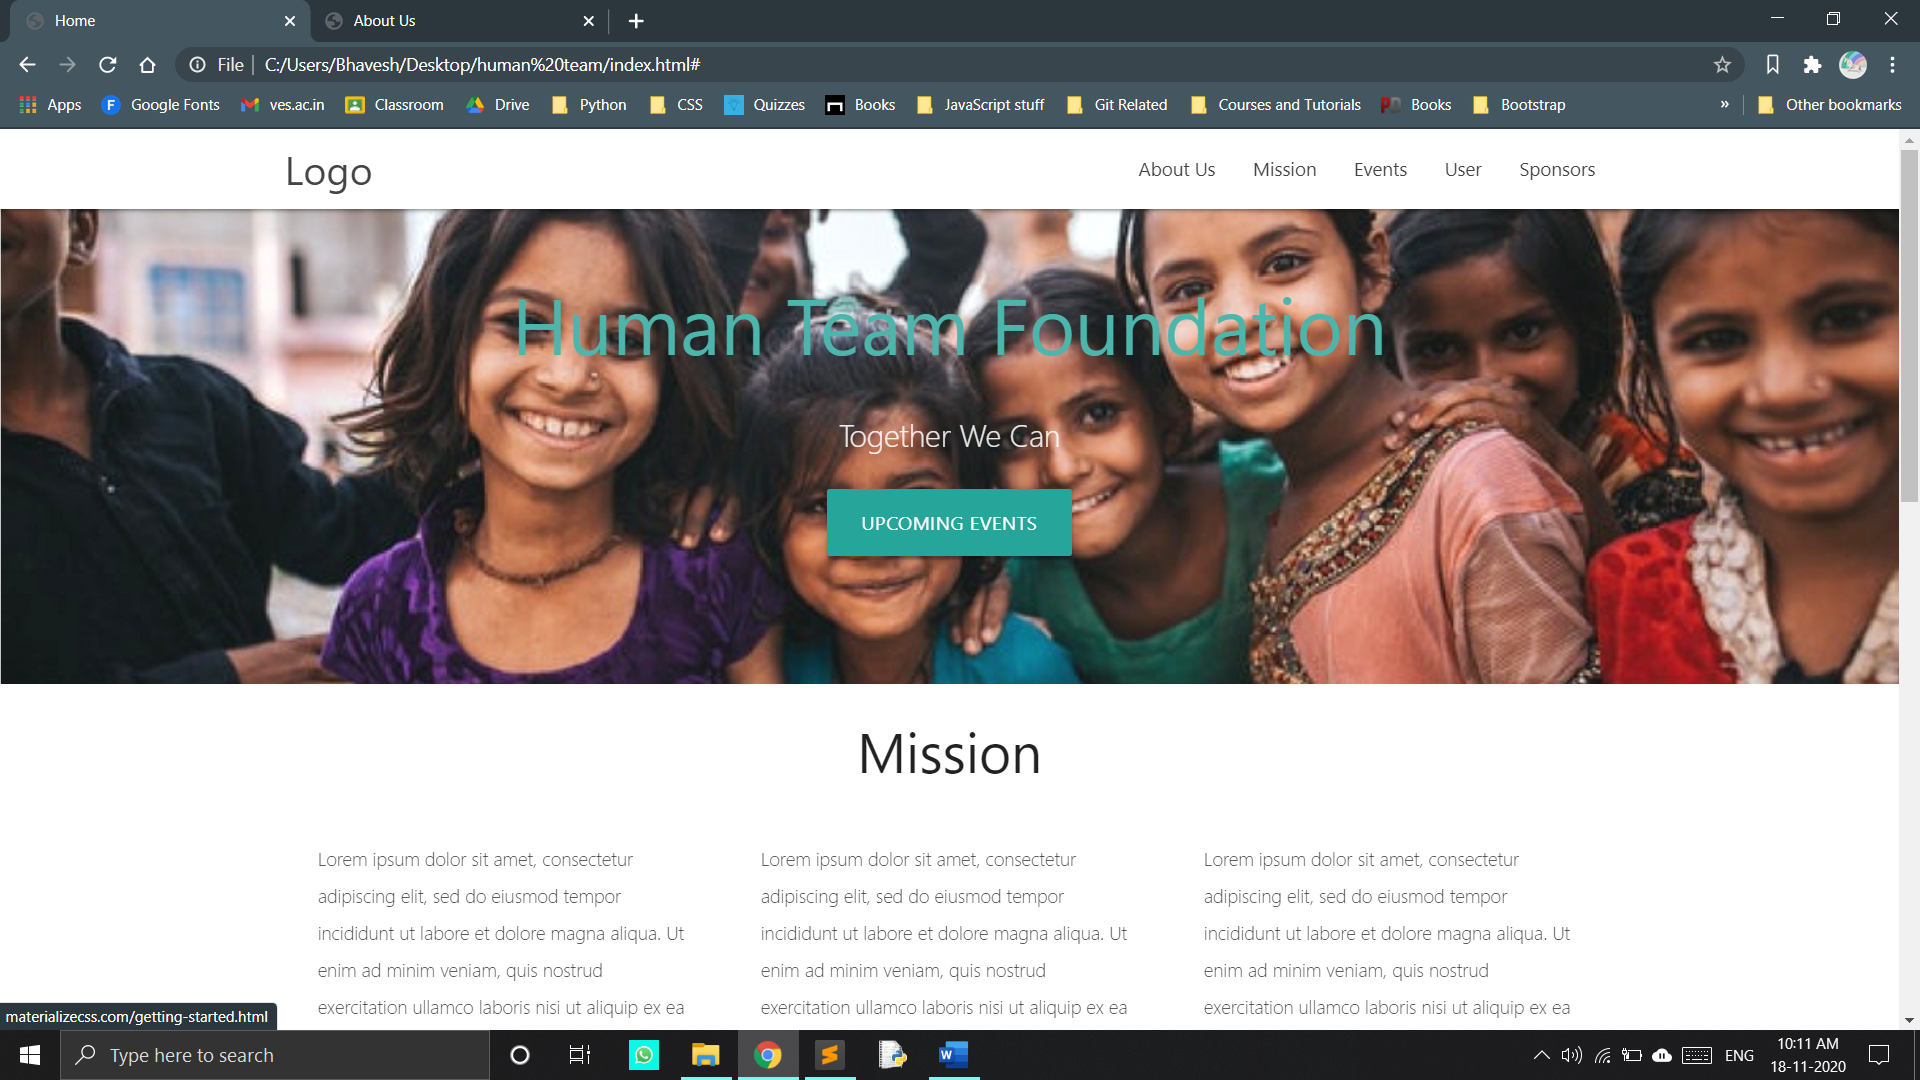 Home
About Us
File
C:/Users/Bhavesh/Desktop/human%20team/index.html#
Apps
Google Fonts
ves.ac.in
Classroom
Drive
Python
CSS
Quizzes
Books
JavaScript stuff
Git Related
Courses and Tutorials
Books
Bootstrap
»
Other bookmarks
Logo
About Us
Mission
Events
User
Sponsors
Human Team Foundation
Together We Can
UPCOMING EVENTS
Mission
Lorem ipsum dolor sit amet, consectetur
adipiscing elit, sed do eiusmod tempor
incididunt ut labore et dolore magna aliqua. Ut
enim ad minim veniam, quis nostrud
exercitation ullamco laboris nisi ut aliquip ex ea
Lorem ipsum dolor sit amet, consectetur
adipiscing elit, sed do eiusmod tempor
incididunt ut labore et dolore magna aliqua. Ut
enim ad minim veniam, quis nostrud
exercitation ullamco laboris nisi ut aliquip ex ea
Lorem ipsum dolor sit amet, consectetur
adipiscing elit, sed do eiusmod tempor
incididunt ut labore et dolore magna aliqua. Ut
enim ad minim veniam, quis nostrud
exercitation ullamco laboris nisi ut aliquip ex ea
materializecss.com/getting-started.html
Type here to search
ENG
10:11 AM
18-11-2020